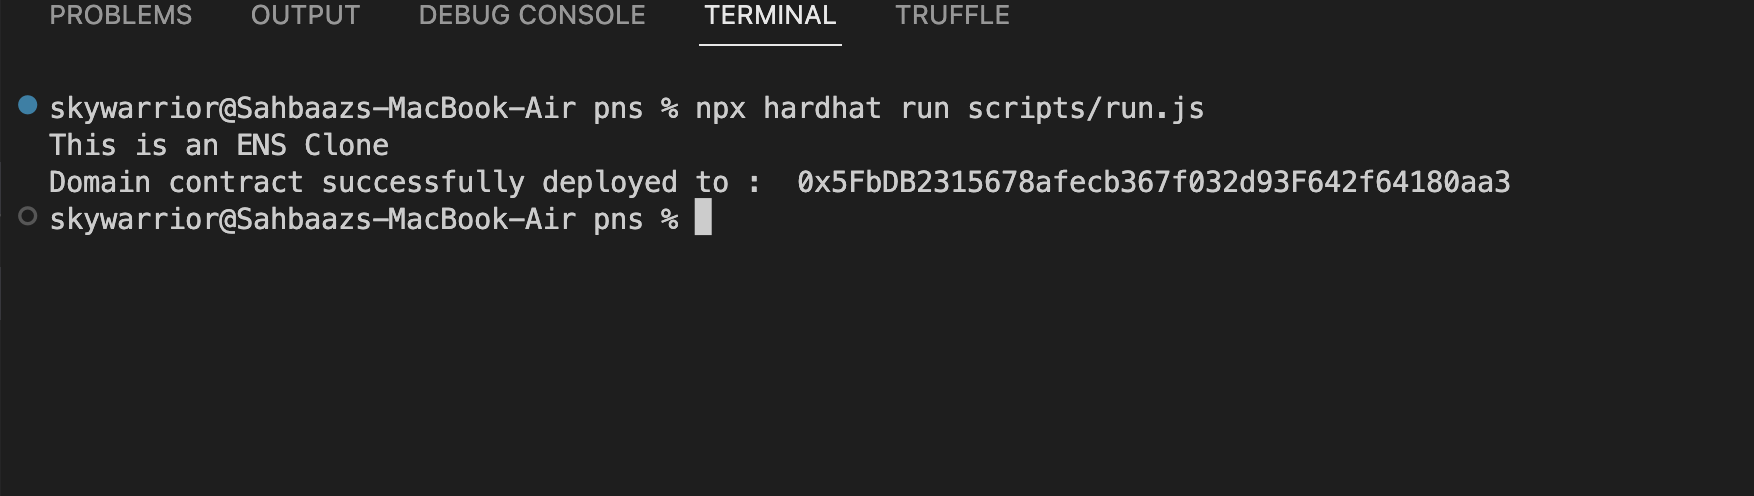 PROBLEMS OUTPUT DEBUG CONSOLE TERMINAL TRUFFLE
skywarrior@Sahbaazs-MacBook-Air pns % npx hardhat run scripts/run.js
This is an ENS Clone
Domain contract successfully deployed to :  0x5FbDB2315678afecb367f032d93F642f64180aa3
skywarrior@Sahbaazs-MacBook-Air pns %